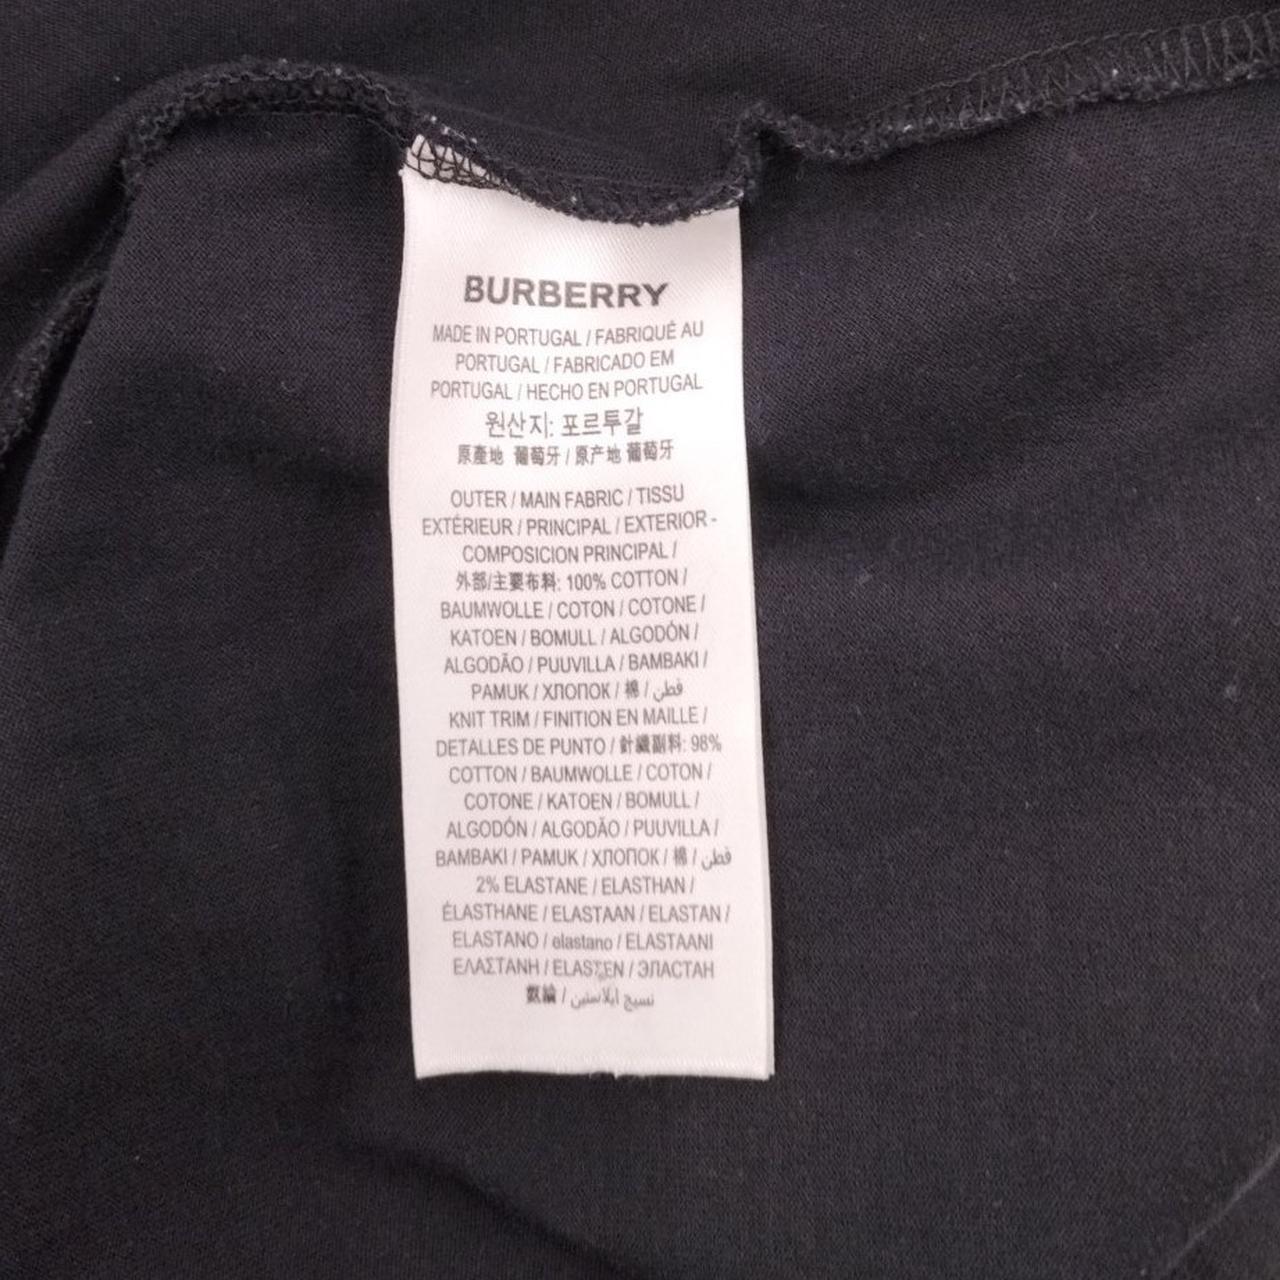 BURBERRY
MADE IN PORTUGAL / FABRIQUÉ AU
PORTUGAL / FABRICADO EM
PORTUGAL / HECHO EN PORTUGAL
원산지: 포르투갈
原產地 葡萄牙 / 原产地 葡萄牙
OUTER / MAIN FABRIC / TISSU
EXTÉRIEUR / PRINCIPAL / EXTERIOR -
COMPOSICION PRINCIPAL /
外部/主要布料: 100% COTTON /
BAUMWOLLE / COTON / COTONE /
KATOEN / BOMULL / ALGODÓN /
ALGODÃO / PUUVILLA / BAMBAKI /
PAMUK / ХЛОПОК / 棉 / قطن
KNIT TRIM / FINITION EN MAILLE /
DETALLES DE PUNTO / 針織副料: 98%
COTTON / BAUMWOLLE / COTON /
COTONE / KATOEN / BOMULL /
ALGODÓN / ALGODÃO / PUUVILLA /
BAMBAKI / PAMUK / ХЛОПОК / 棉 / قطن
2% ELASTANE / ELASTHAN /
ÉLASTHANE / ELASTAAN / ELASTAN /
ELASTANO / elastano / ELASTAANI
ΕΛΑΣΤΑΝΗ / ELASTEN / ЭЛАСТАН
/ نسيج ايلاستين